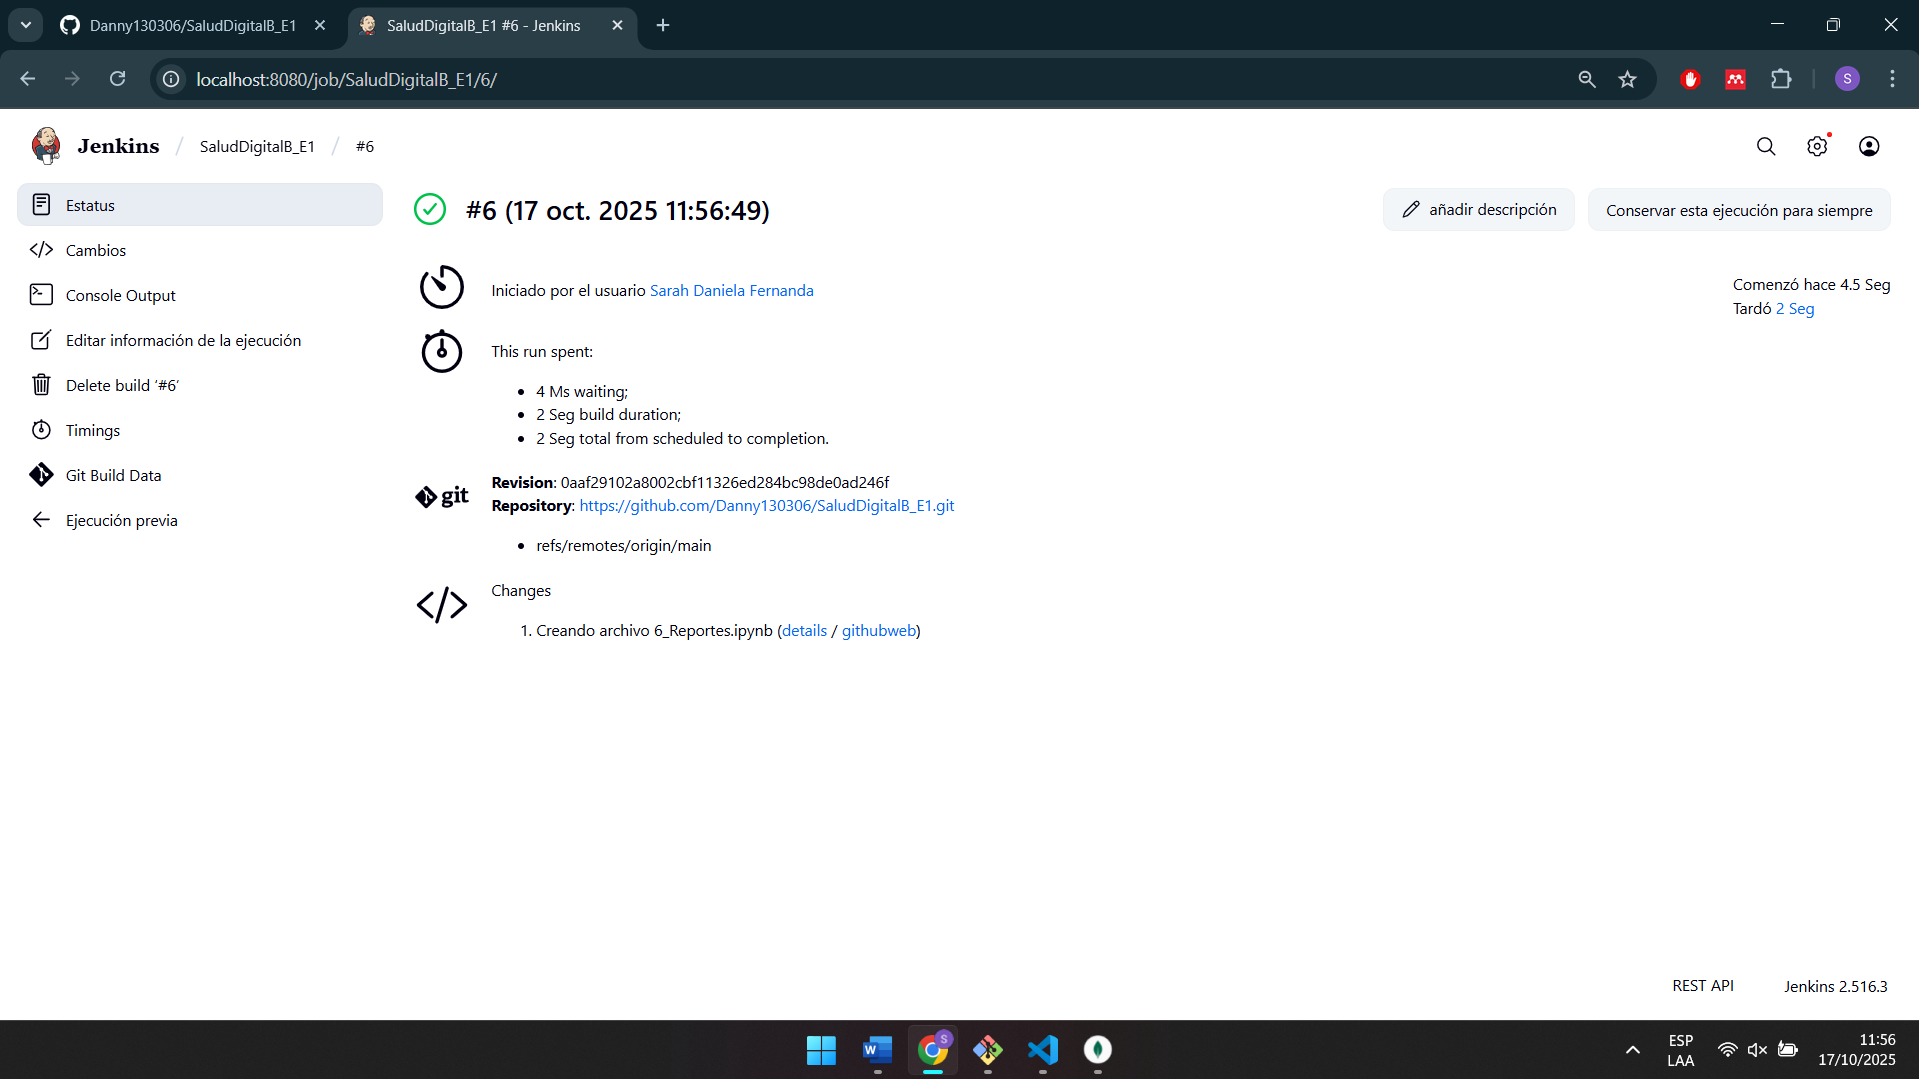 Danny130306/SaludDigitalB_E1
SaludDigitalB_E1 #6 - Jenkins
localhost:8080/job/SaludDigitalB_E1/6/
S
Jenkins / SaludDigitalB_E1 / #6
Estatus
Cambios
Console Output
Editar información de la ejecución
Delete build ‘#6’
Timings
Git Build Data
Ejecución previa
#6 (17 oct. 2025 11:56:49)
añadir descripción
Conservar esta ejecución para siempre
Iniciado por el usuario Sarah Daniela Fernanda
Comenzó hace 4.5 Seg
Tardó 2 Seg
This run spent:
4 Ms waiting;
2 Seg build duration;
2 Seg total from scheduled to completion.
git
Revision: 0aaf29102a8002cbf11326ed284bc98de0ad246f
Repository: https://github.com/Danny130306/SaludDigitalB_E1.git
refs/remotes/origin/main
Changes
1. Creando archivo 6_Reportes.ipynb (details / githubweb)
REST API
Jenkins 2.516.3
W
S
ESP
LAA
11:56
17/10/2025